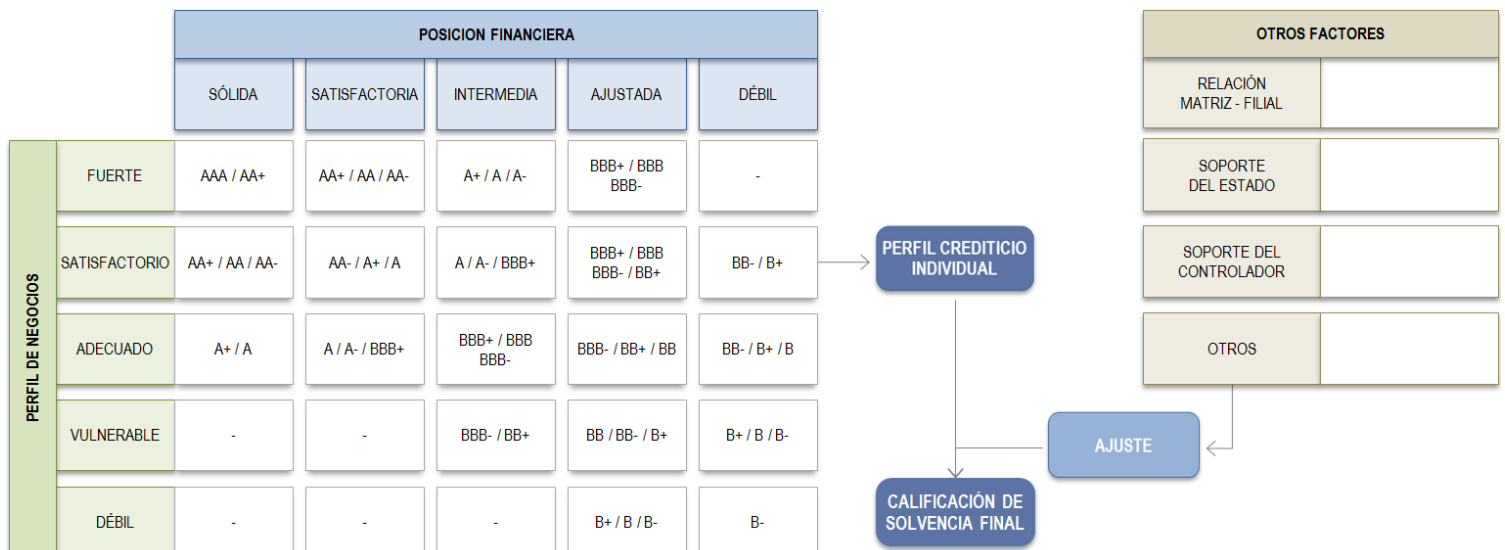 POSICION FINANCIERA
SÓLIDA
SATISFACTORIA
INTERMEDIA
AJUSTADA
DÉBIL
PERFIL DE NEGOCIOS
FUERTE
AAA / AA+
AA+ / AA / AA-
A+ / A / A-
BBB+ / BBB
BBB-
-
SATISFACTORIO
AA+ / AA / AA-
AA- / A+ / A
A / A- / BBB+
BBB+ / BBB
BBB- / BB+
BB- / B+
ADECUADO
A+ / A
A / A- / BBB+
BBB+ / BBB
BBB-
BBB- / BB+ / BB
BB- / B+ / B
VULNERABLE
-
-
BBB- / BB+
BB / BB- / B+
B+ / B / B-
DÉBIL
-
-
-
B+ / B / B-
B-
PERFIL CREDITICIO
INDIVIDUAL
CALIFICACIÓN DE
SOLVENCIA FINAL
AJUSTE
OTROS FACTORES
RELACIÓN
MATRIZ - FILIAL
SOPORTE
DEL ESTADO
SOPORTE DEL
CONTROLADOR
OTROS